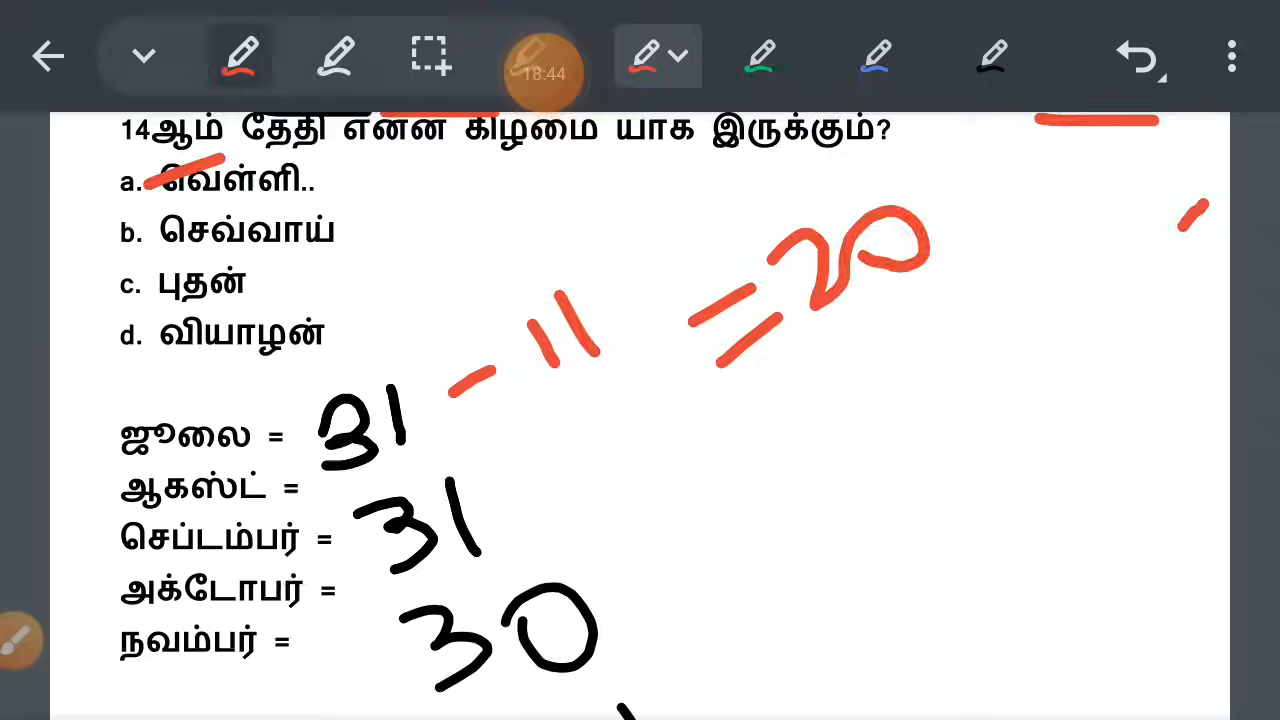 18:44
14ஆம் தேதி என்ன கிழமை யாக இருக்கும்?
a. வெள்ளி..
b. செவ்வாய்
c. புதன்
d. வியாழன்
- 11 = 20
ஜூலை = 31
ஆகஸ்ட் =
31
செப்டம்பர் =
அக்டோபர் =
30
நவம்பர் =